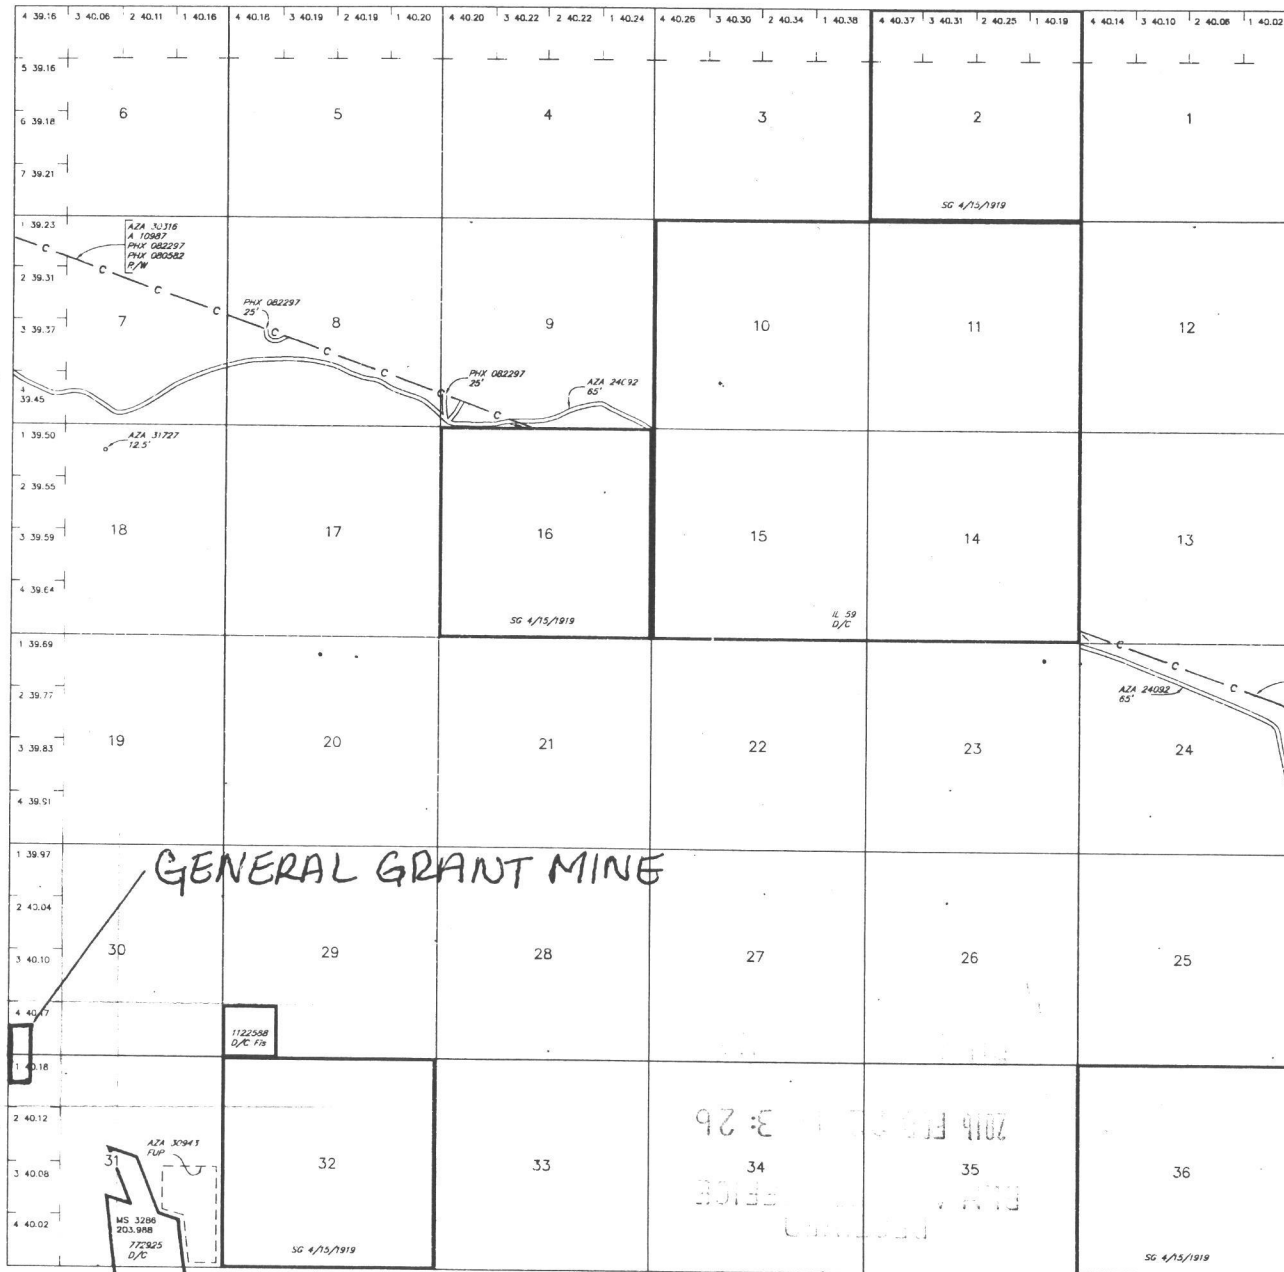 4 39.16 3 40.06 2 40.11 1 40.16 4 40.18 3 40.19 2 40.19 1 40.20 4 40.20 3 40.22 2 40.22 1 40.24 4 40.26 3 40.30 2 40.34 1 40.38 4 40.37 3 40.31 2 40.25 1 40.19 4 40.14 3 40.10 2 40.06 1 40.02
5 39.16
6 39.18
6 5 4 3 2 1
7 39.21
SG 4/15/1919
1 39.23
AZA 30316
A 10987
PHX 082297
PHX 080582
R/W
2 39.31
PHX 082297
25'
3 39.37
7 8 9 10 11 12
C C C C C C C C C
PHX 082297
25'
AZA 24092
65'
4
39.45
1 39.50
AZA 31727
12.5'
2 39.55
3 39.59
18 17 16 15 14 13
4 39.64
SG 4/15/1919
IL 59
D/C
1 39.69
C C C
2 39.77
AZA 24092
65'
3 39.83
19 20 21 22 23 24
4 39.91
1 39.97
GENERAL GRANT MINE
2 40.04
3 40.10
30 29 28 27 26 25
4 40.17
1122558
D/C Fis
1 40.18
2 40.12
AZA 30943
FUP
3 40.08
31 32 33 34 35 36
4 40.02
MS 3286
203.988
772925
D/C
SG 4/15/1919
SG 4/15/1919